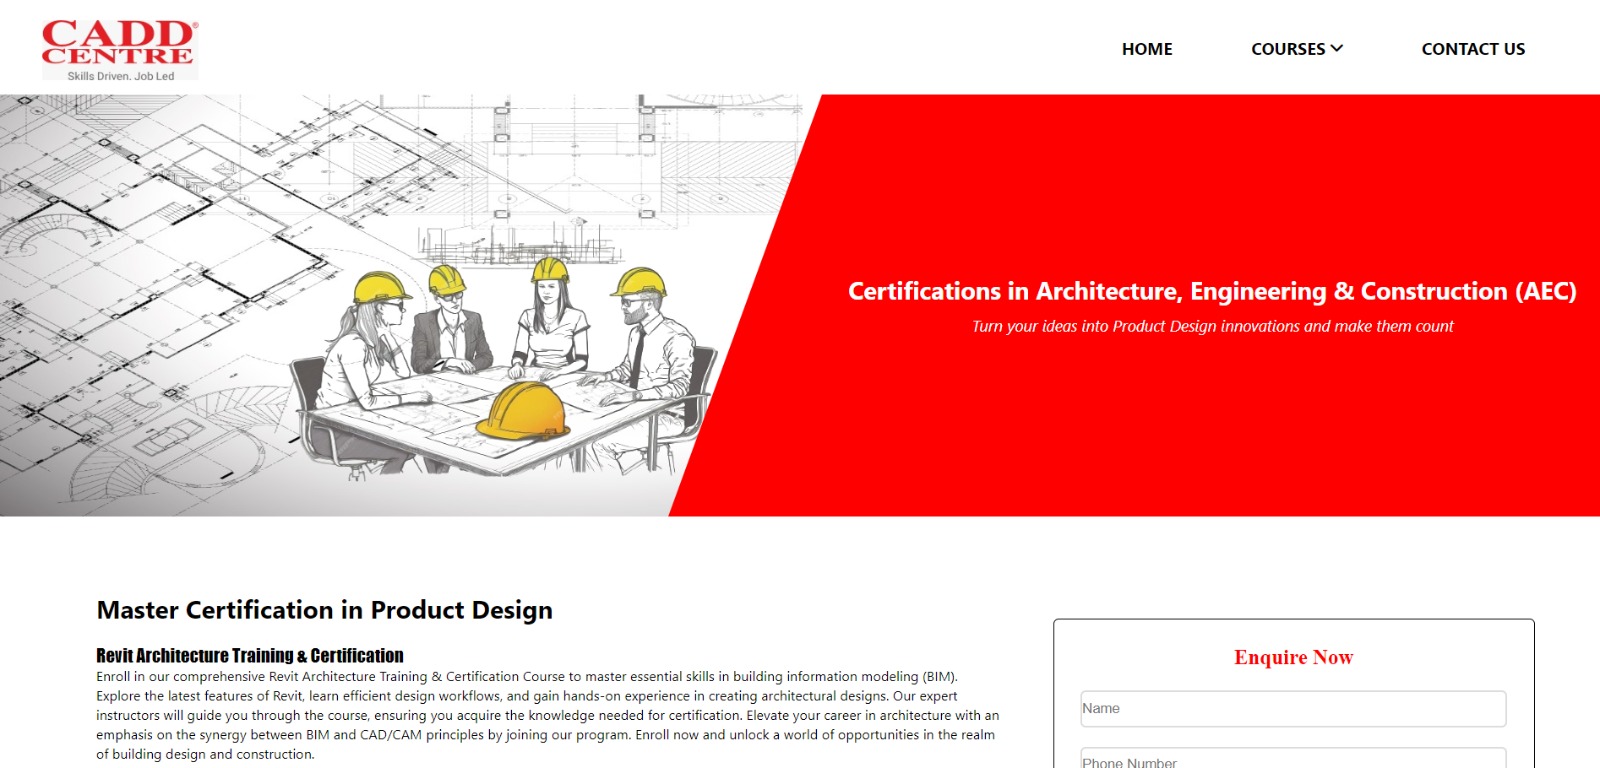 CADD
CENTRE
Skills Driven. Job Led
HOME
COURSES
CONTACT US
Certifications in Architecture, Engineering & Construction (AEC)
Turn your ideas into Product Design innovations and make them count
Master Certification in Product Design
Revit Architecture Training & Certification
Enroll in our comprehensive Revit Architecture Training & Certification Course to master essential skills in building information modeling (BIM).
Explore the latest features of Revit, learn efficient design workflows, and gain hands-on experience in creating architectural designs. Our expert
instructors will guide you through the course, ensuring you acquire the knowledge needed for certification. Elevate your career in architecture with an
emphasis on the synergy between BIM and CAD/CAM principles by joining our program. Enroll now and unlock a world of opportunities in the realm
of building design and construction.
Enquire Now
Name
Phone Number